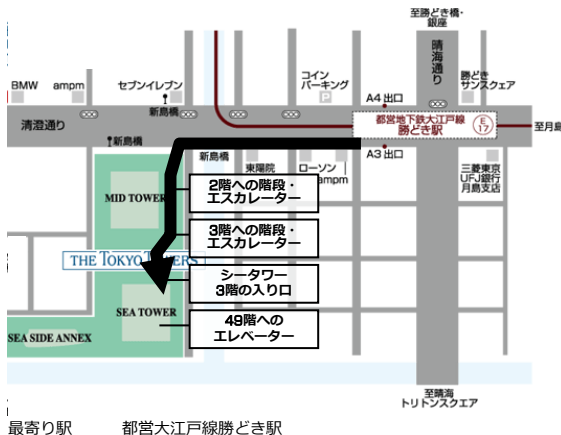 至勝どき橋・
銀座
晴海通り
BMW
ampm
セブンイレブン
コイン
パーキング
P
勝どき
サンスクェア
A4 出口
新島橋
清澄通り
都営地下鉄大江戸線
勝どき駅
E
17
至月島
新島橋
新島橋
東陽院
ローソン
ampm
A3 出口
三菱東京
UFJ銀行
月島支店
MID TOWER
2階への階段・
エスカレーター
3階への階段・
エスカレーター
THE TOKYO TOWERS
シータワー
3階の入り口
SEA TOWER
49階への
エレベーター
SEA SIDE ANNEX
至晴海
トリトンスクエア
最寄り駅
都営大江戸線勝どき駅